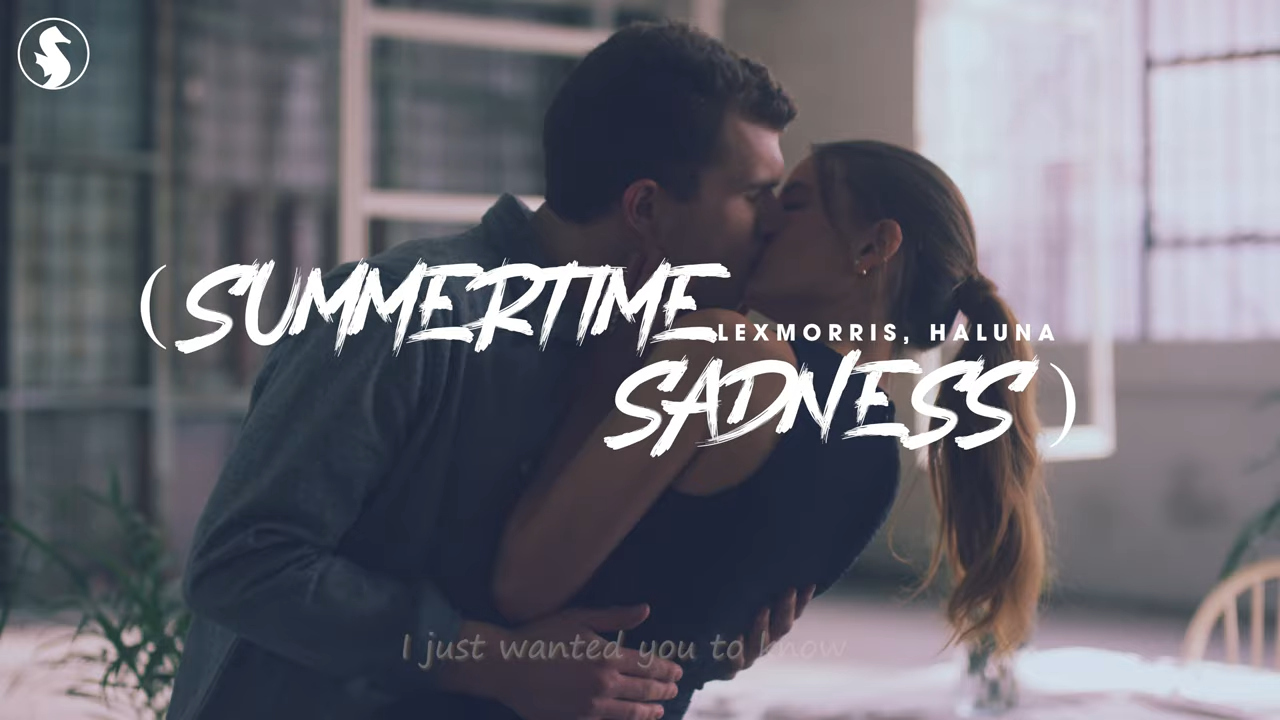 ( SUMMERTIME
LEXMORRIS, HALUNA
SADNESS )
I just wanted you to know